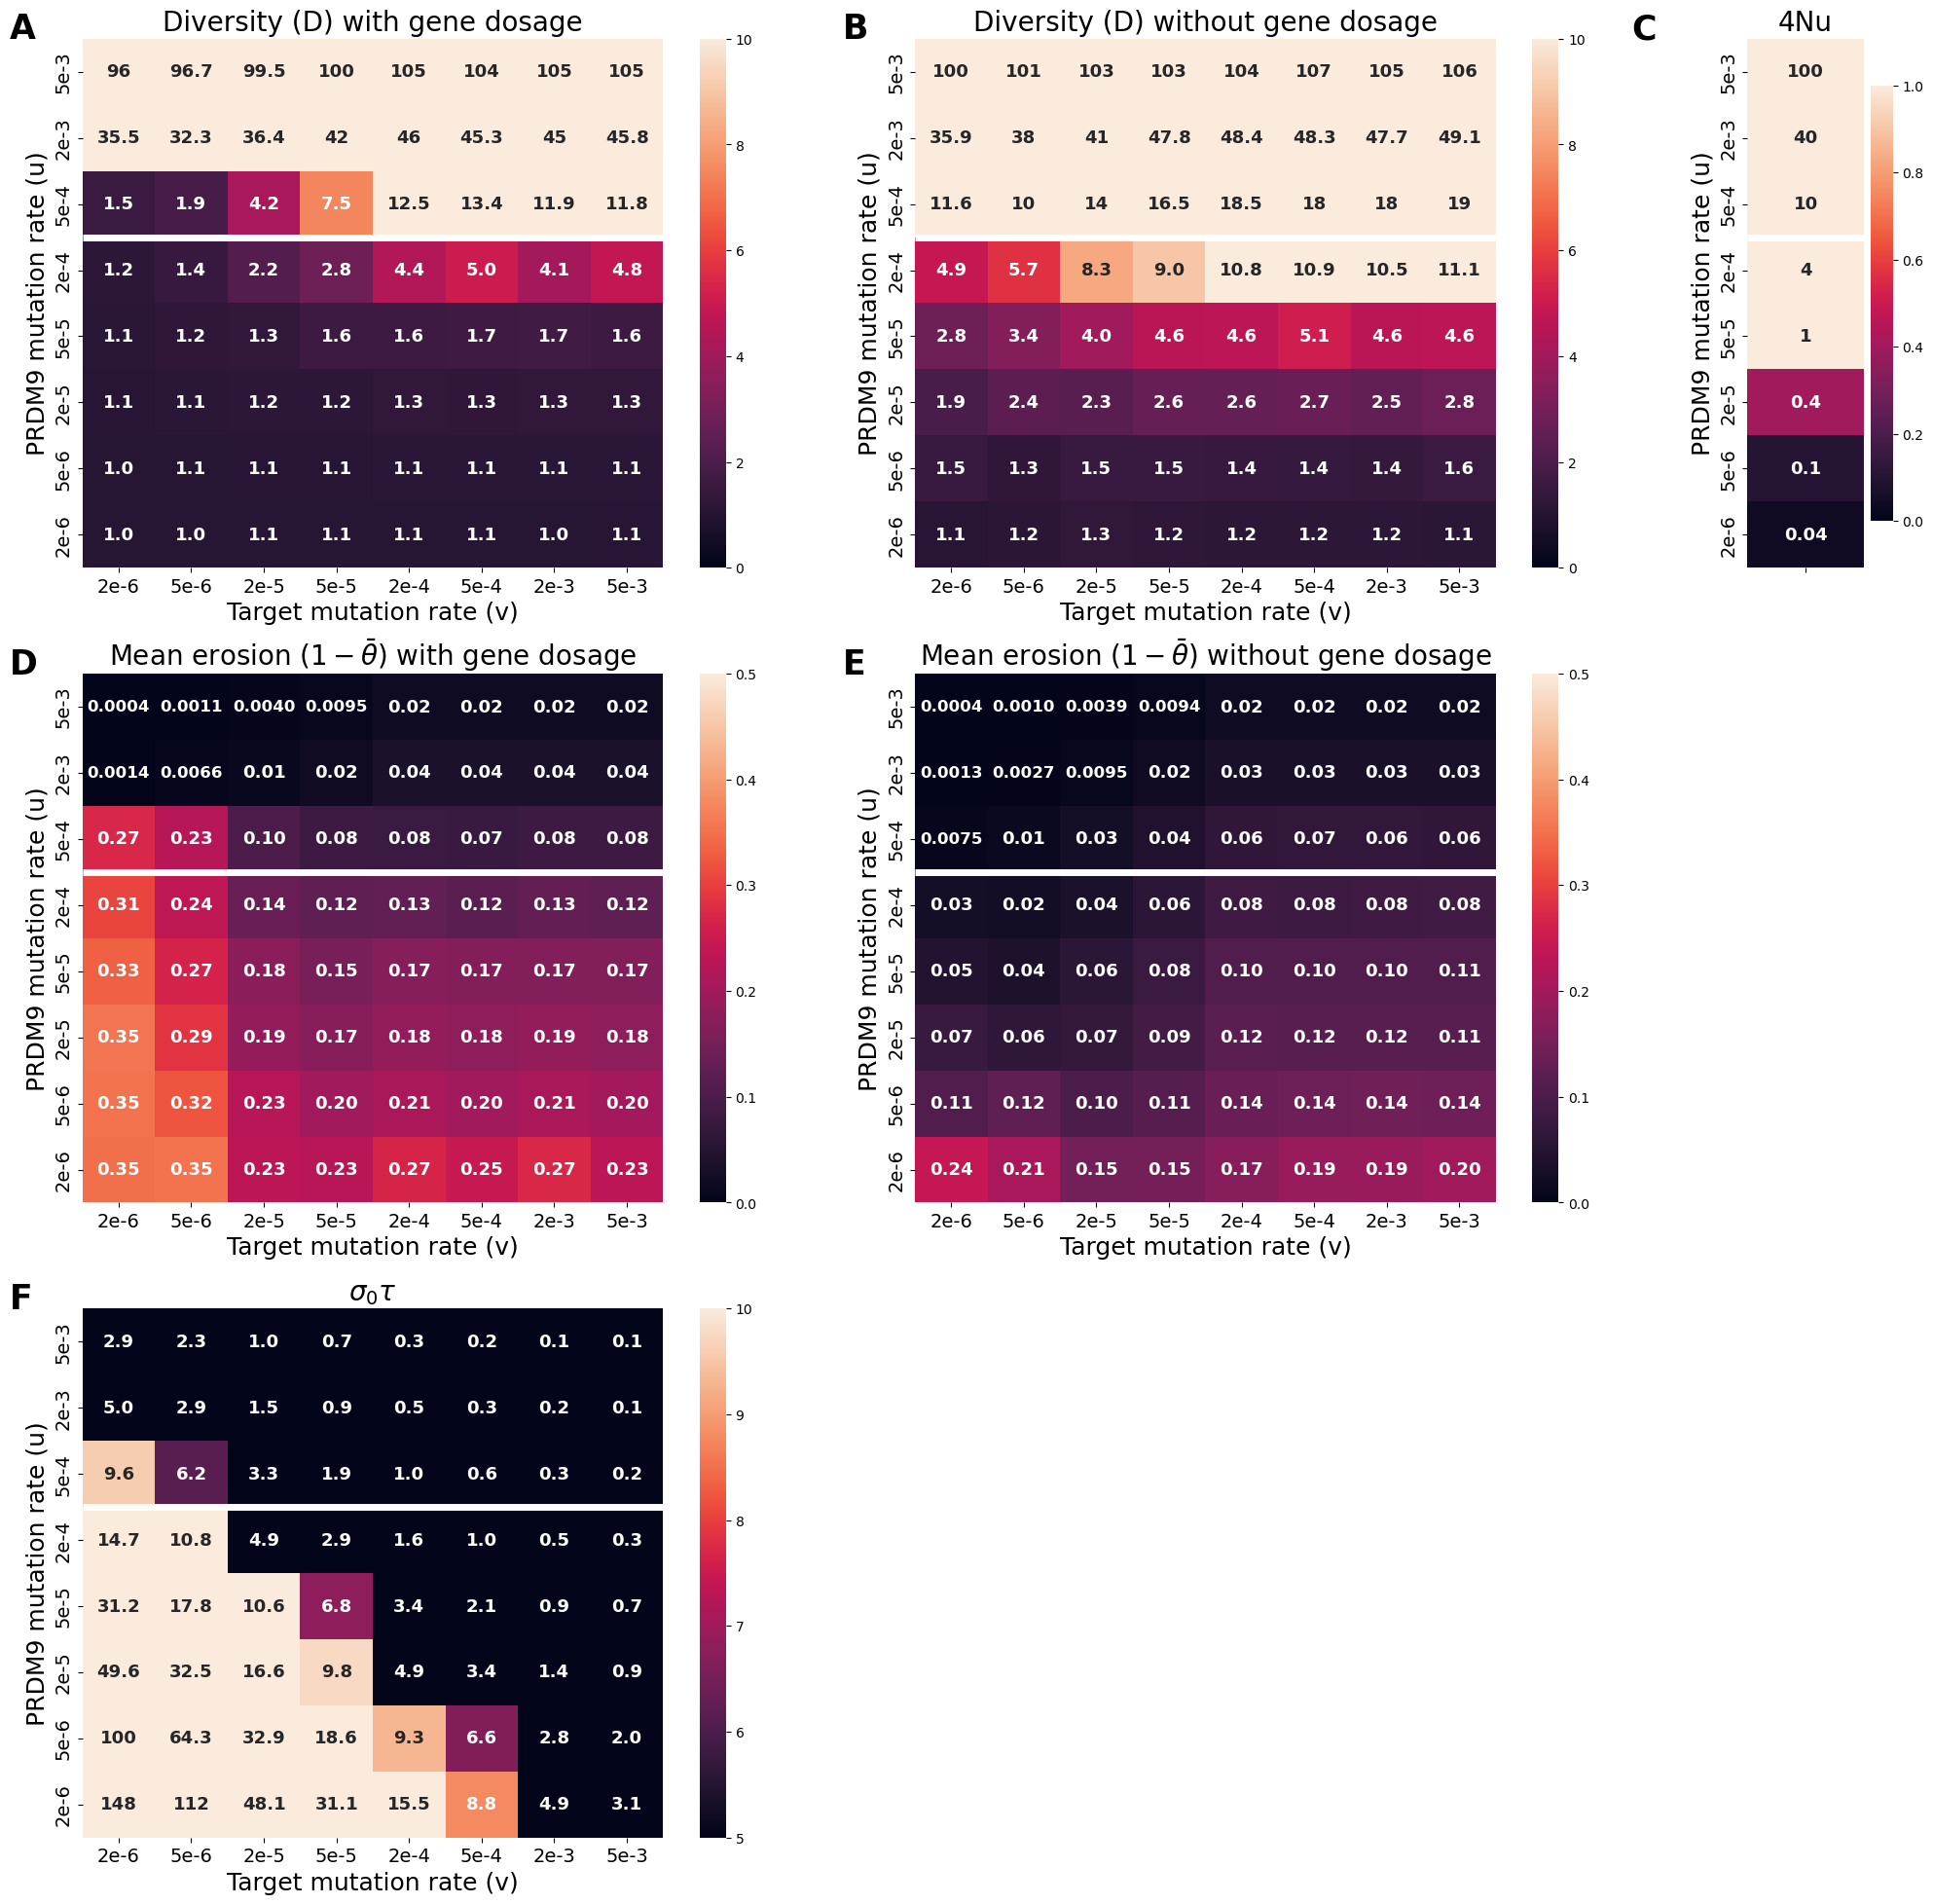 A Diversity (D) with gene dosage
PRDM9 mutation rate (u)
5e-3 96 96.7 99.5 100 105 104 105 105
2e-3 35.5 32.3 36.4 42 46 45.3 45 45.8
5e-4 1.5 1.9 4.2 7.5 12.5 13.4 11.9 11.8
2e-4 1.2 1.4 2.2 2.8 4.4 5.0 4.1 4.8
5e-5 1.1 1.2 1.3 1.6 1.6 1.7 1.7 1.6
2e-5 1.1 1.1 1.2 1.2 1.3 1.3 1.3 1.3
5e-6 1.0 1.1 1.1 1.1 1.1 1.1 1.1 1.1
2e-6 1.0 1.0 1.1 1.1 1.1 1.1 1.0 1.1
2e-6 5e-6 2e-5 5e-5 2e-4 5e-4 2e-3 5e-3
Target mutation rate (v)
10
8
6
4
2
0
B Diversity (D) without gene dosage
PRDM9 mutation rate (u)
5e-3 100 101 103 103 104 107 105 106
2e-3 35.9 38 41 47.8 48.4 48.3 47.7 49.1
5e-4 11.6 10 14 16.5 18.5 18 18 19
2e-4 4.9 5.7 8.3 9.0 10.8 10.9 10.5 11.1
5e-5 2.8 3.4 4.0 4.6 4.6 5.1 4.6 4.6
2e-5 1.9 2.4 2.3 2.6 2.6 2.7 2.5 2.8
5e-6 1.5 1.3 1.5 1.5 1.4 1.4 1.4 1.6
2e-6 1.1 1.2 1.3 1.2 1.2 1.2 1.2 1.1
2e-6 5e-6 2e-5 5e-5 2e-4 5e-4 2e-3 5e-3
Target mutation rate (v)
10
8
6
4
2
0
C 4Nu
PRDM9 mutation rate (u)
5e-3 100
2e-3 40
5e-4 10
2e-4 4
5e-5 1
2e-5 0.4
5e-6 0.1
2e-6 0.04
1.0
0.8
0.6
0.4
0.2
0.0
D Mean erosion (1 − θ̄) with gene dosage
PRDM9 mutation rate (u)
5e-3 0.0004 0.0011 0.0040 0.0095 0.02 0.02 0.02 0.02
2e-3 0.0014 0.0066 0.01 0.02 0.04 0.04 0.04 0.04
5e-4 0.27 0.23 0.10 0.08 0.08 0.07 0.08 0.08
2e-4 0.31 0.24 0.14 0.12 0.13 0.12 0.13 0.12
5e-5 0.33 0.27 0.18 0.15 0.17 0.17 0.17 0.17
2e-5 0.35 0.29 0.19 0.17 0.18 0.18 0.19 0.18
5e-6 0.35 0.32 0.23 0.20 0.21 0.20 0.21 0.20
2e-6 0.35 0.35 0.23 0.23 0.27 0.25 0.27 0.23
2e-6 5e-6 2e-5 5e-5 2e-4 5e-4 2e-3 5e-3
Target mutation rate (v)
0.5
0.4
0.3
0.2
0.1
0.0
E Mean erosion (1 − θ̄) without gene dosage
PRDM9 mutation rate (u)
5e-3 0.0004 0.0010 0.0039 0.0094 0.02 0.02 0.02 0.02
2e-3 0.0013 0.0027 0.0095 0.02 0.03 0.03 0.03 0.03
5e-4 0.0075 0.01 0.03 0.04 0.06 0.07 0.06 0.06
2e-4 0.03 0.02 0.04 0.06 0.08 0.08 0.08 0.08
5e-5 0.05 0.04 0.06 0.08 0.10 0.10 0.10 0.11
2e-5 0.07 0.06 0.07 0.09 0.12 0.12 0.12 0.11
5e-6 0.11 0.12 0.10 0.11 0.14 0.14 0.14 0.14
2e-6 0.24 0.21 0.15 0.15 0.17 0.19 0.19 0.20
2e-6 5e-6 2e-5 5e-5 2e-4 5e-4 2e-3 5e-3
Target mutation rate (v)
0.5
0.4
0.3
0.2
0.1
0.0
F σ₀τ
PRDM9 mutation rate (u)
5e-3 2.9 2.3 1.0 0.7 0.3 0.2 0.1 0.1
2e-3 5.0 2.9 1.5 0.9 0.5 0.3 0.2 0.1
5e-4 9.6 6.2 3.3 1.9 1.0 0.6 0.3 0.2
2e-4 14.7 10.8 4.9 2.9 1.6 1.0 0.5 0.3
5e-5 31.2 17.8 10.6 6.8 3.4 2.1 0.9 0.7
2e-5 49.6 32.5 16.6 9.8 4.9 3.4 1.4 0.9
5e-6 100 64.3 32.9 18.6 9.3 6.6 2.8 2.0
2e-6 148 112 48.1 31.1 15.5 8.8 4.9 3.1
2e-6 5e-6 2e-5 5e-5 2e-4 5e-4 2e-3 5e-3
Target mutation rate (v)
10
9
8
7
6
5